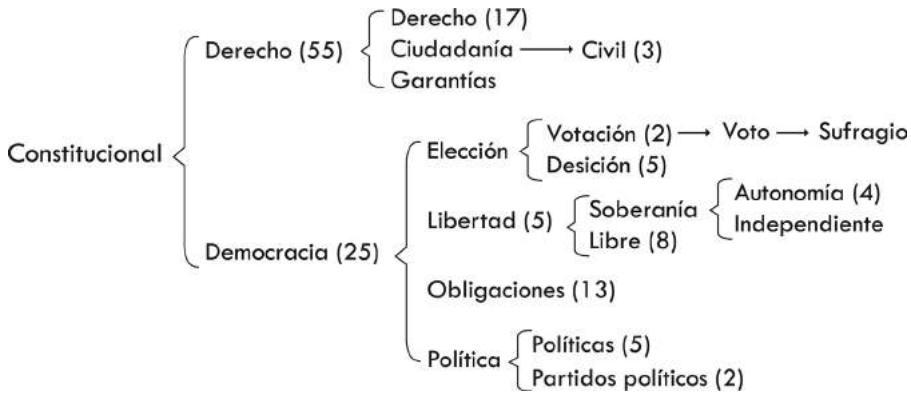 Constitucional
Derecho (55)
Derecho (17)
Ciudadanía → Civil (3)
Garantías
Democracia (25)
Elección
Votación (2) → Voto → Sufragio
Desición (5)
Libertad (5)
Soberanía
Autonomía (4)
Independiente
Libre (8)
Obligaciones (13)
Política
Políticas (5)
Partidos políticos (2)